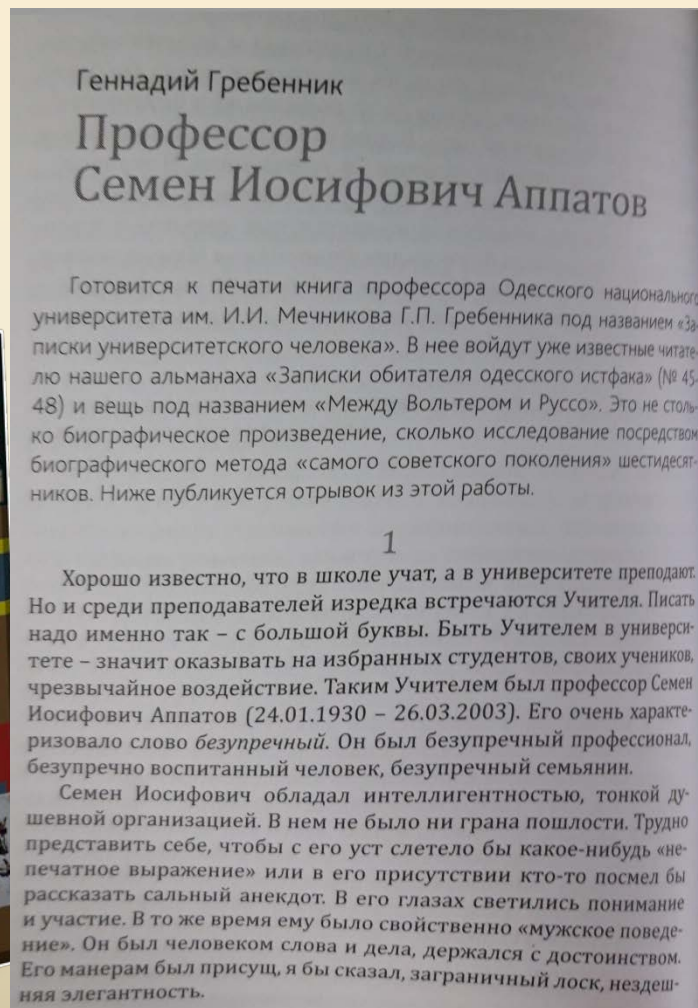 Геннадий Гребенник
Профессор
Семен Иосифович Аппатов
Готовится к печати книга профессора Одесского национального
университета им. И.И. Мечникова Г.П. Гребенника под названием «За-
писки университетского человека». В нее войдут уже известные читате-
лю нашего альманаха «Записки обитателя одесского истфака» (№ 45-
48) и вещь под названием «Между Вольтером и Руссо». Это не столь-
ко биографическое произведение, сколько исследование посредством
биографического метода «самого советского поколения» шестидесят-
ников. Ниже публикуется отрывок из этой работы.
1
Хорошо известно, что в школе учат, а в университете преподают.
Но и среди преподавателей изредка встречаются Учителя. Писать
надо именно так – с большой буквы. Быть Учителем в универси-
тете – значит оказывать на избранных студентов, своих учеников,
чрезвычайное воздействие. Таким Учителем был профессор Семен
Иосифович Аппатов (24.01.1930 – 26.03.2003). Его очень характе-
ризовало слово безупречный. Он был безупречный профессионал,
безупречно воспитанный человек, безупречный семьянин.
Семен Иосифович обладал интеллигентностью, тонкой ду-
шевной организацией. В нем не было ни грана пошлости. Трудно
представить себе, чтобы с его уст слетело бы какое-нибудь «не-
печатное выражение» или в его присутствии кто-то посмел бы
рассказать сальный анекдот. В его глазах светились понимание
и участие. В то же время ему было свойственно «мужское поведе-
ние». Он был человеком слова и дела, держался с достоинством.
Его манерам был присущ, я бы сказал, заграничный лоск, нездеш-
няя элегантность.